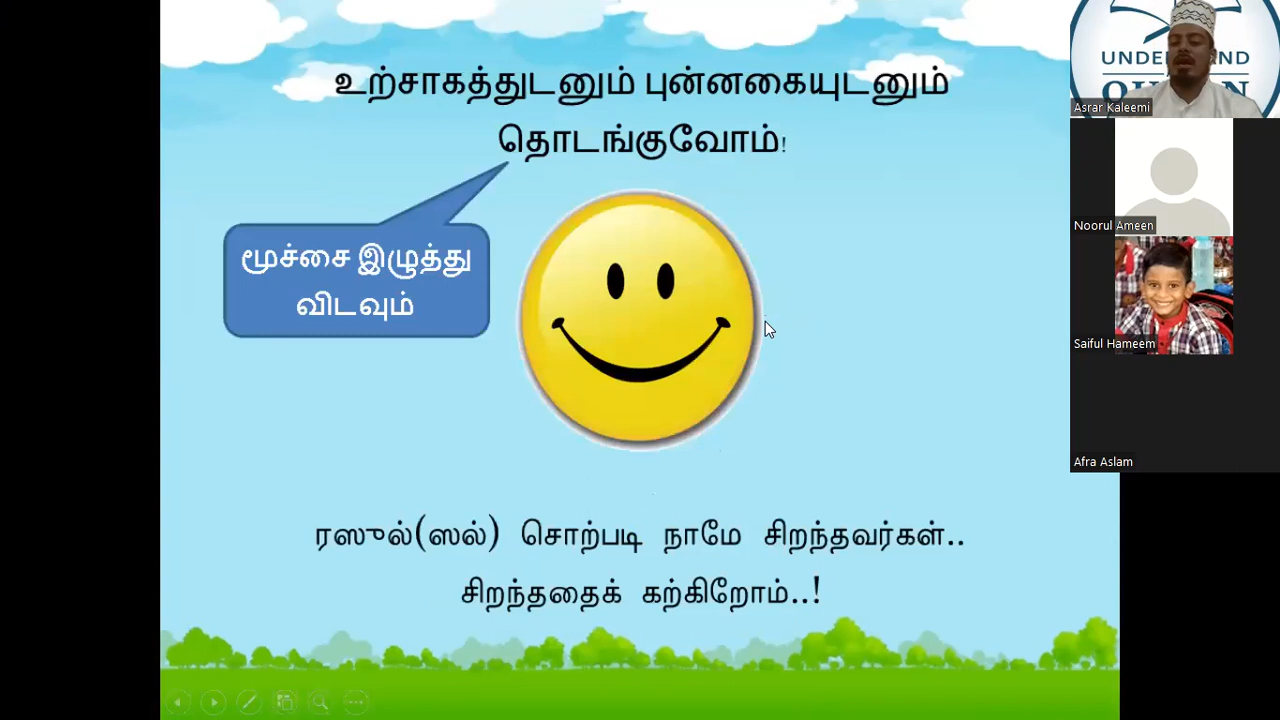 உற்சாகத்துடனும் புன்னகையுடனும்
தொடங்குவோம்!
மூச்சை இழுத்து
விடவும்
ரஸுல்(ஸல்) சொற்படி நாமே சிறந்தவர்கள்..
சிறந்ததைக் கற்கிறோம்..!
Asrar Kaleemi
Noorul Ameen
Saiful Hameem
Afra Aslam